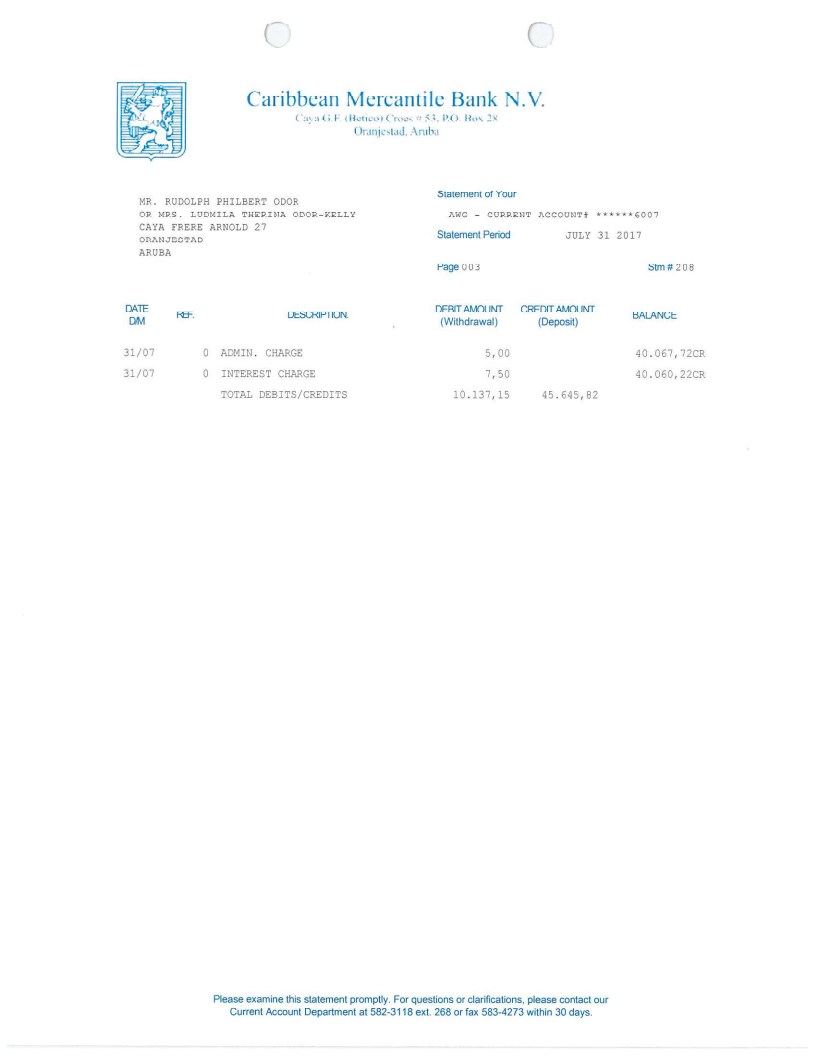 Caribbean Mercantile Bank N.V.
Caya G.F. (Betico) Croes # 53, P.O. Box 28
Oranjestad, Aruba
MR. RUDOLPH PHILBERT ODOR
OR MRS. LUDMILA THERINA ODOR-KELLY
CAYA FRERE ARNOLD 27
ORANJESTAD
ARUBA
Statement of Your
AWG - CURRENT ACCOUNT# ******6007
Statement Period JULY 31 2017
Page 003 Stm # 208
DATE D/M REF. DESCRIPTION. DEBIT AMOUNT (Withdrawal) CREDIT AMOUNT (Deposit) BALANCE
31/07 0 ADMIN. CHARGE 5,00 40.067,72CR
31/07 0 INTEREST CHARGE 7,50 40.060,22CR
TOTAL DEBITS/CREDITS 10.137,15 45.645,82
Please examine this statement promptly. For questions or clarifications, please contact our
Current Account Department at 582-3118 ext. 268 or fax 583-4273 within 30 days.